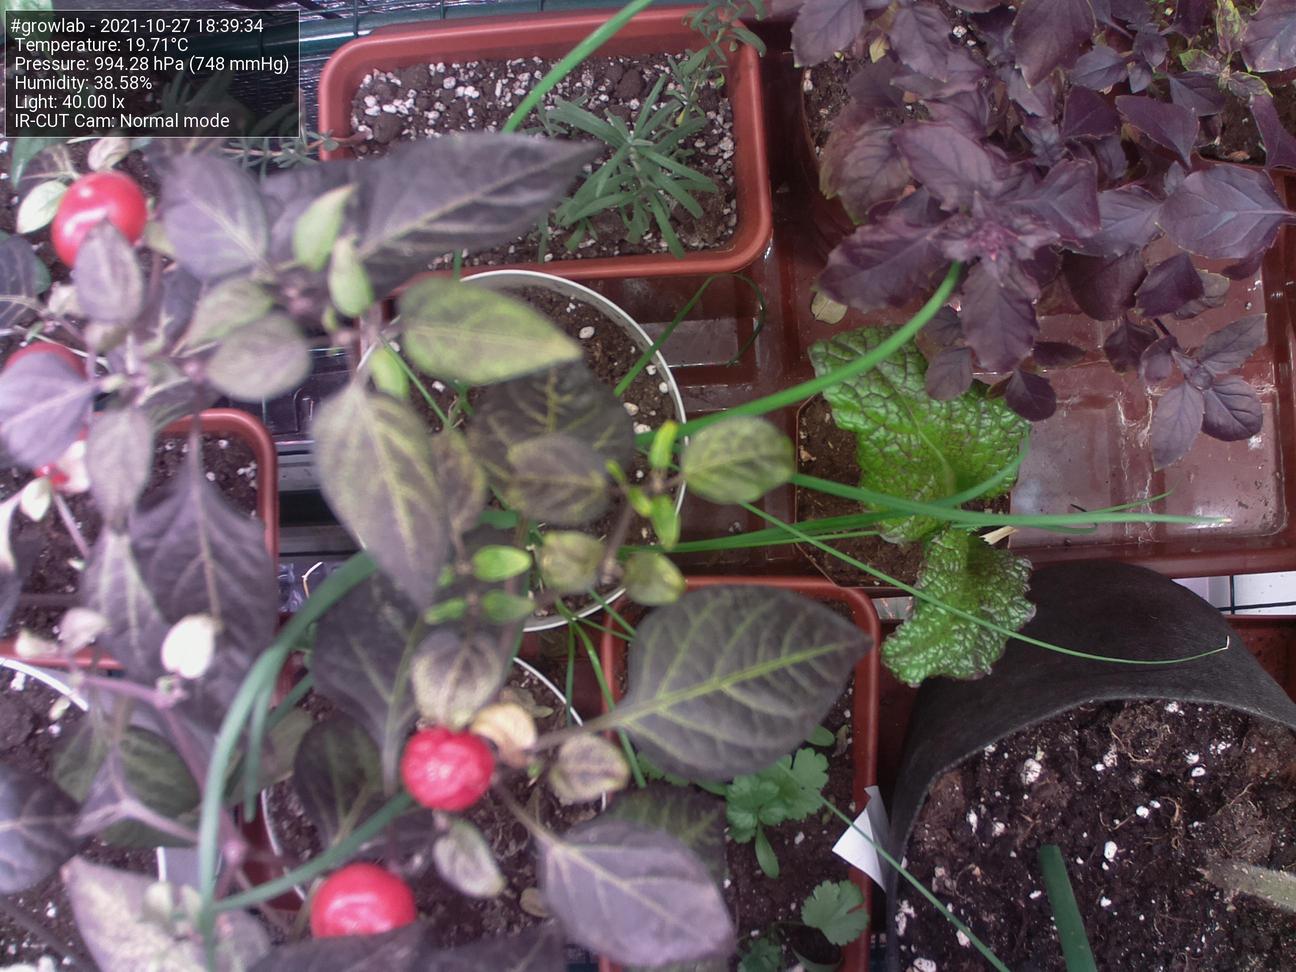 #growlab - 2021-10-27 18:39:34
Temperature: 19.71°C
Pressure: 994.28 hPa (748 mmHg)
Humidity: 38.58%
Light: 40.00 lx
IR-CUT Cam: Normal mode